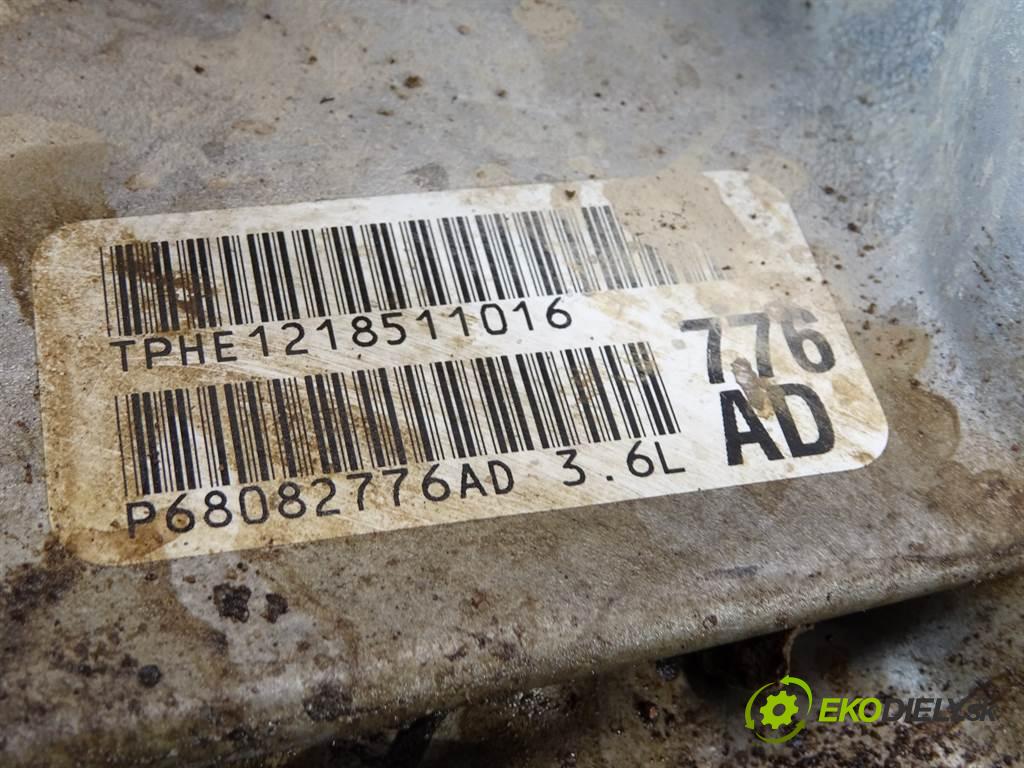 TPHE1218511016
776
AD
P68082776AD 3.6L
EKODIELY.SK